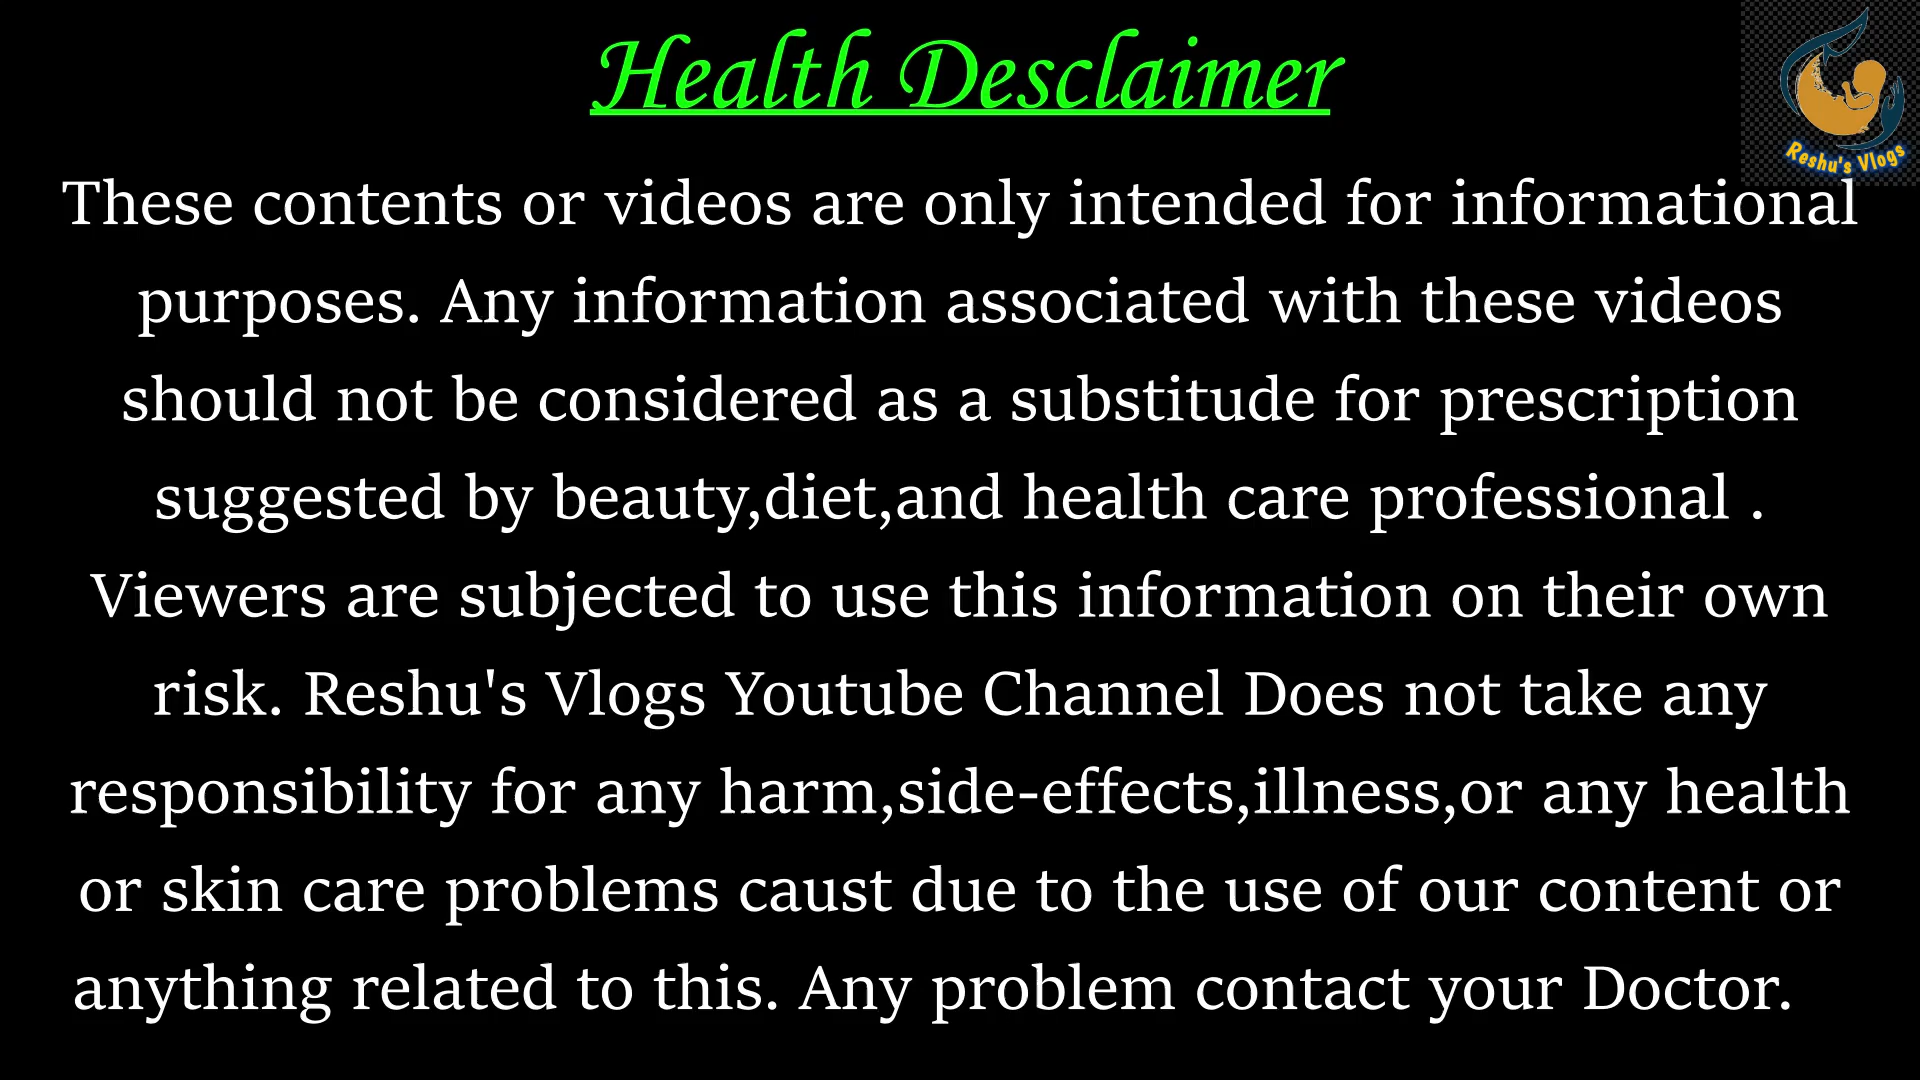 Health Desclaimer
Reshu's Vlogs
These contents or videos are only intended for informational
purposes. Any information associated with these videos
should not be considered as a substitude for prescription
suggested by beauty,diet,and health care professional .
Viewers are subjected to use this information on their own
risk. Reshu's Vlogs Youtube Channel Does not take any
responsibility for any harm,side-effects,illness,or any health
or skin care problems caust due to the use of our content or
anything related to this. Any problem contact your Doctor.